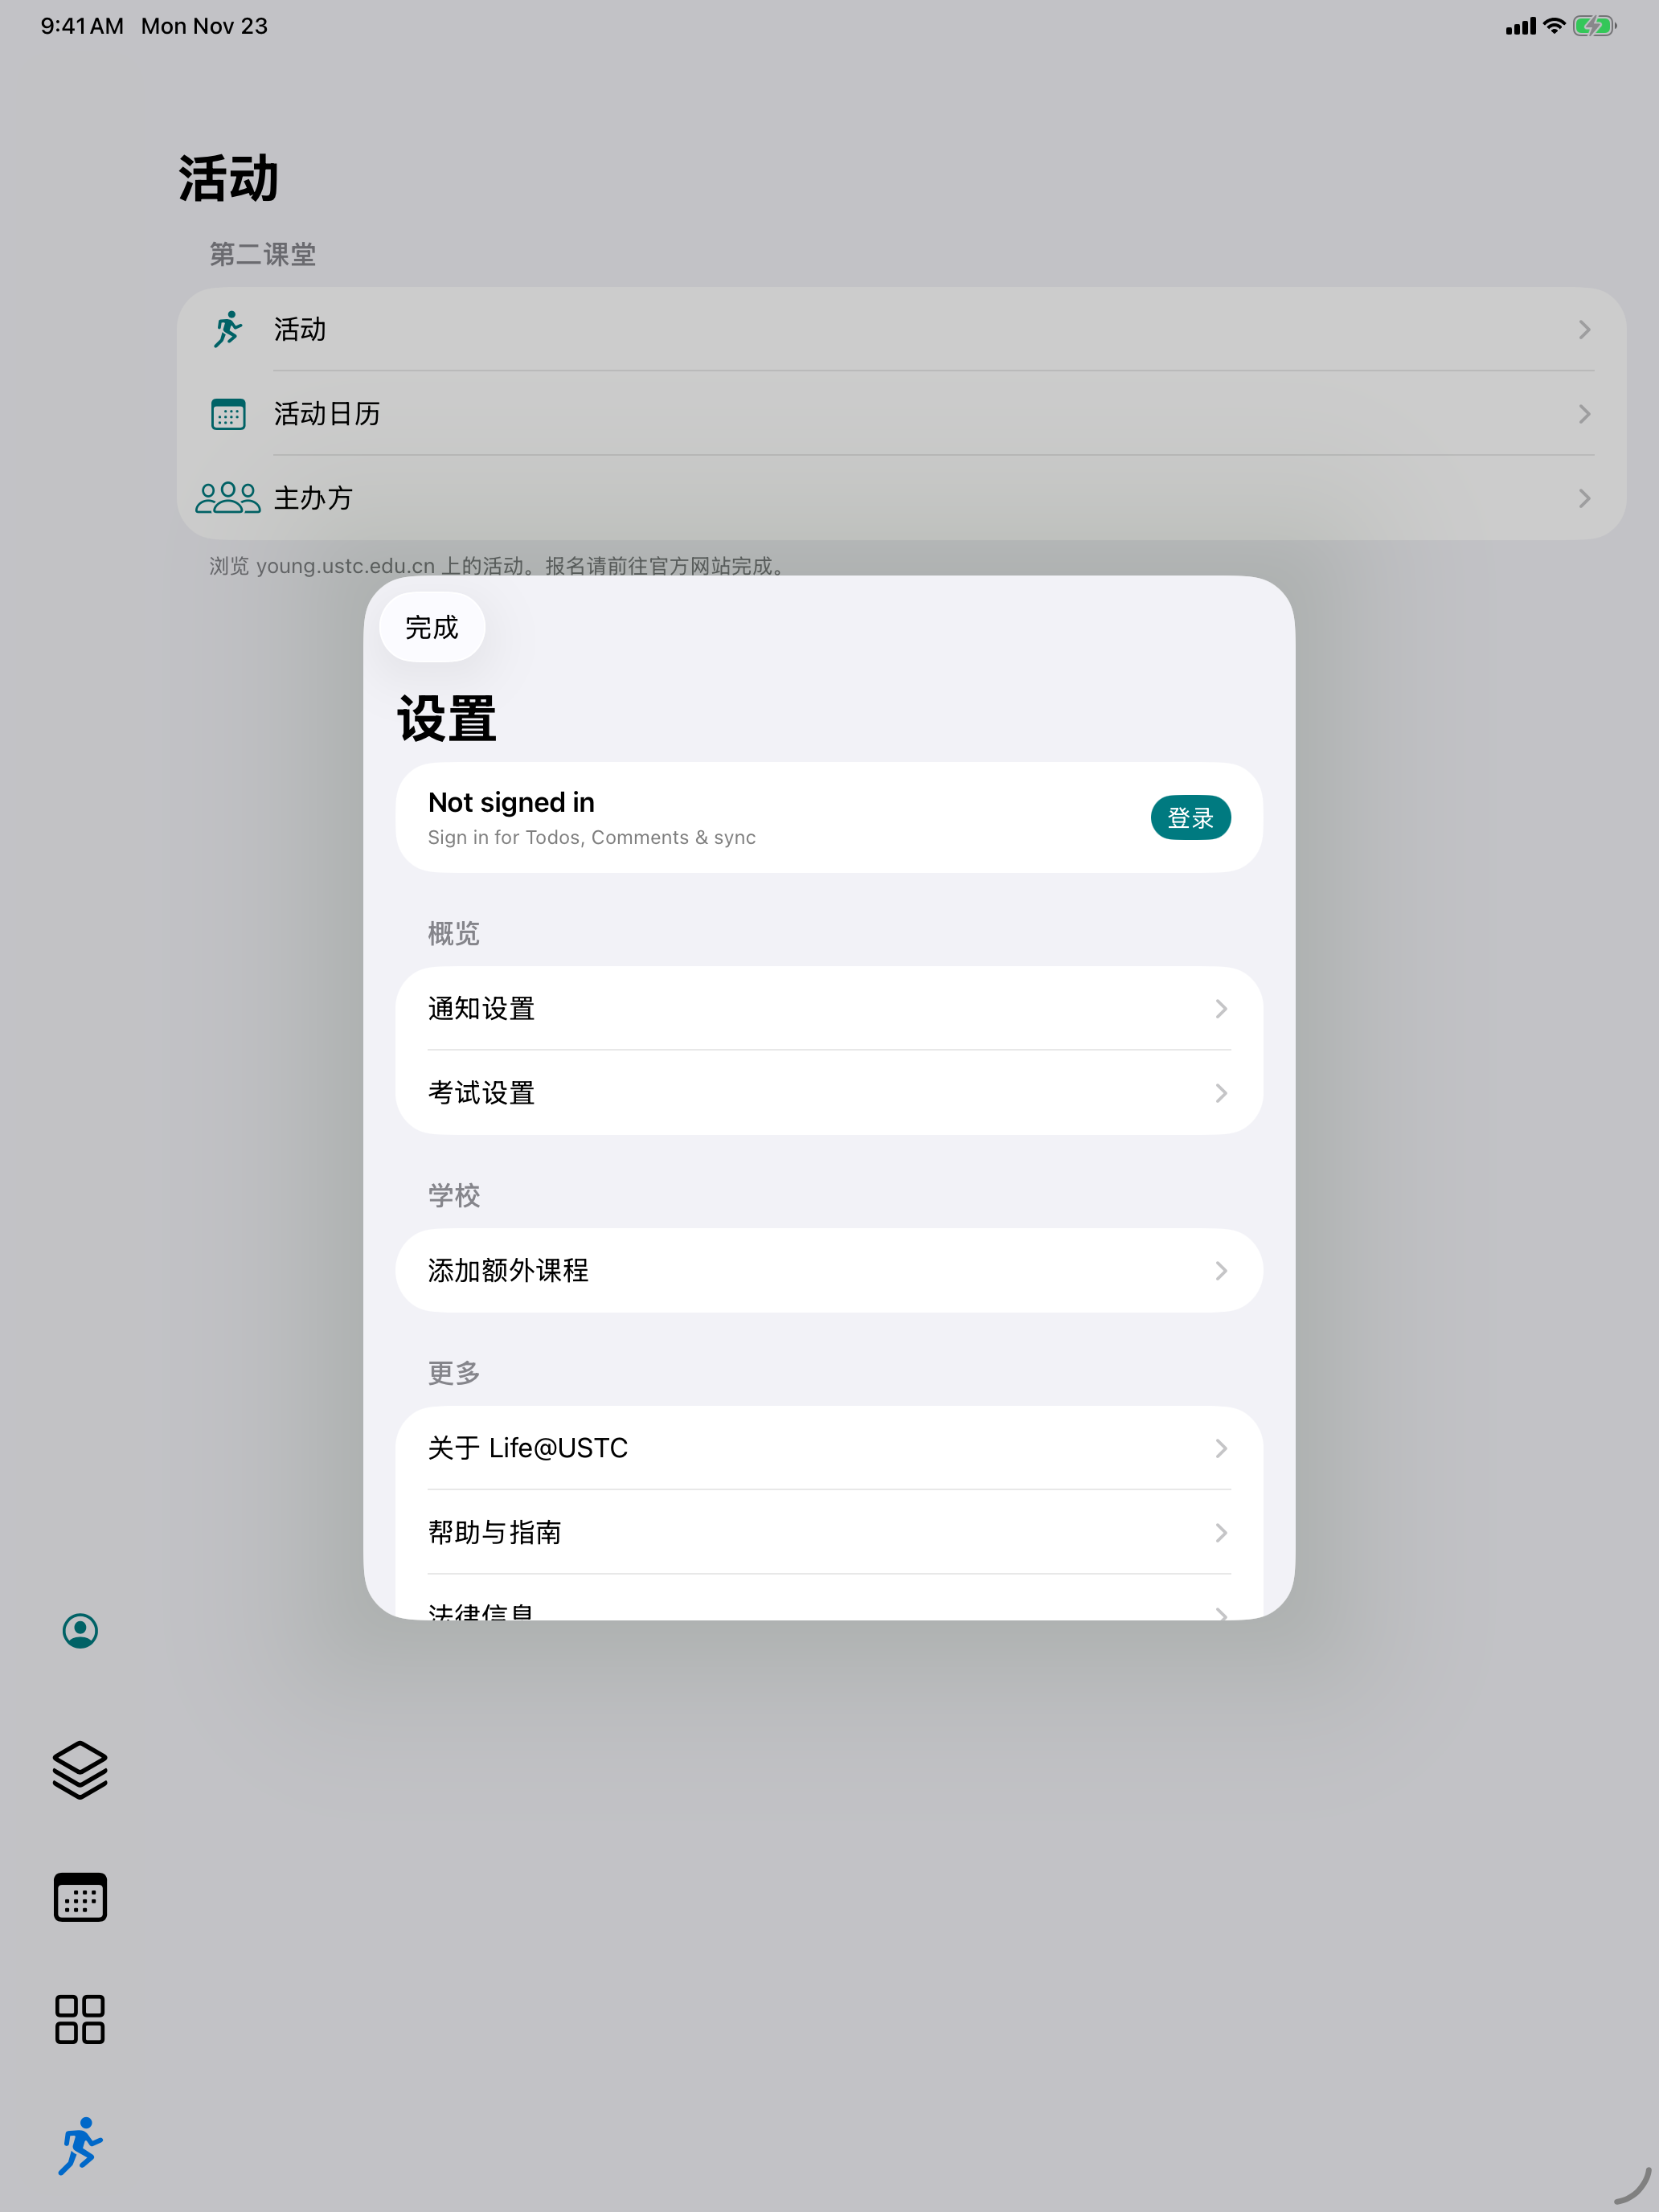 9:41 AM Mon Nov 23
活动
第二课堂
活动
活动日历
主办方
浏览 young.ustc.edu.cn 上的活动。报名请前往官方网站完成。
完成
设置
Not signed in
Sign in for Todos, Comments & sync
登录
概览
通知设置
考试设置
学校
添加额外课程
更多
关于 Life@USTC
帮助与指南
法律信息